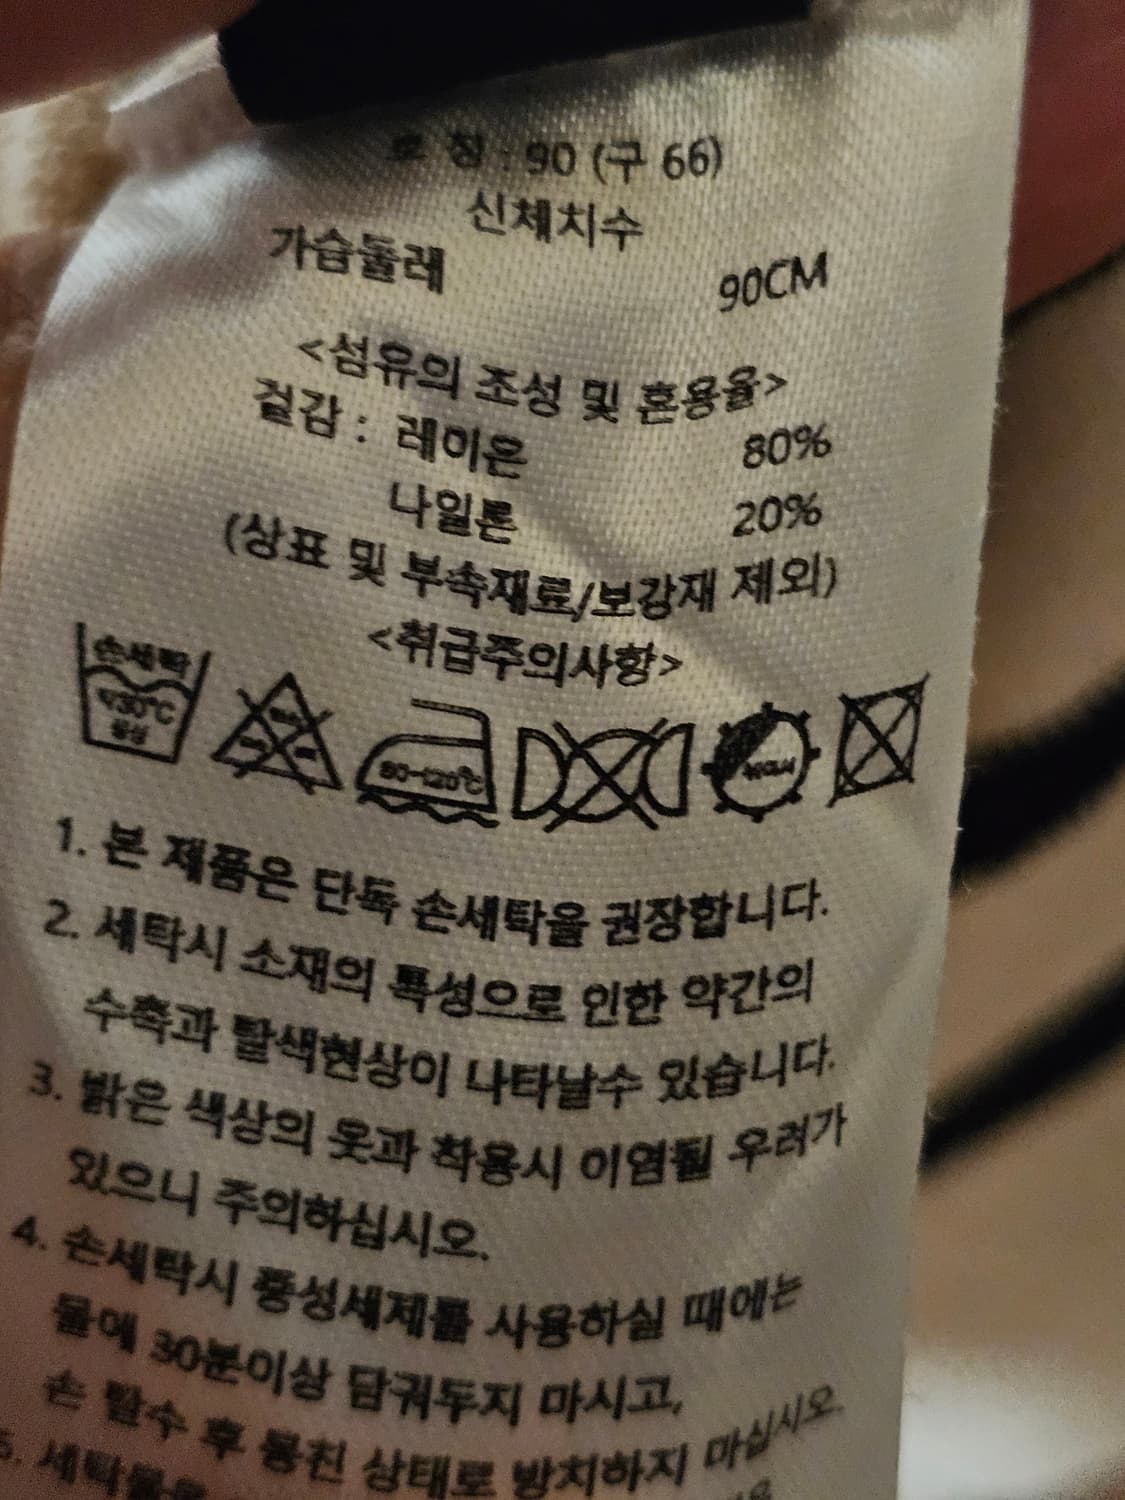 호 칭 : 90 (구 66)
신체치수
가슴둘레 90CM
<섬유의 조성 및 혼용율>
겉감 : 레이온 80%
나일론 20%
(상표 및 부속재료/보강재 제외)
<취급주의사항>
손세탁
약30°C
중성
80~120°C
1. 본 제품은 단독 손세탁을 권장합니다.
2. 세탁시 소재의 특성으로 인한 약간의
수축과 탈색현상이 나타날수 있습니다.
3. 밝은 색상의 옷과 착용시 이염될 우려가
있으니 주의하십시오.
4. 손세탁시 중성세제를 사용하실 때에는
물에 30분이상 담궈두지 마시고,
손 탈수 후 뭉친 상태로 방치하지 마십시오.
5. 세탁물을